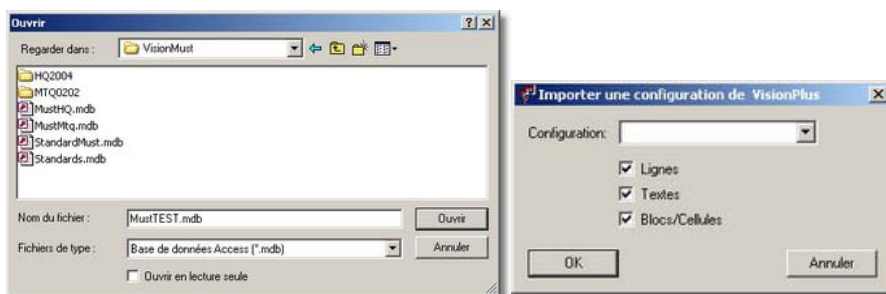 Ouvrir
Regarder dans :
VisionMust
HQ2004
MTQ0202
MustHQ.mdb
MustMtq.mdb
StandardMust.mdb
Standards.mdb
Nom du fichier :
MustTEST.mdb
Ouvrir
Fichiers de type :
Base de données Access (*.mdb)
Annuler
Ouvrir en lecture seule
Importer une configuration de VisionPlus
Configuration:
Lignes
Textes
Blocs/Cellules
OK
Annuler